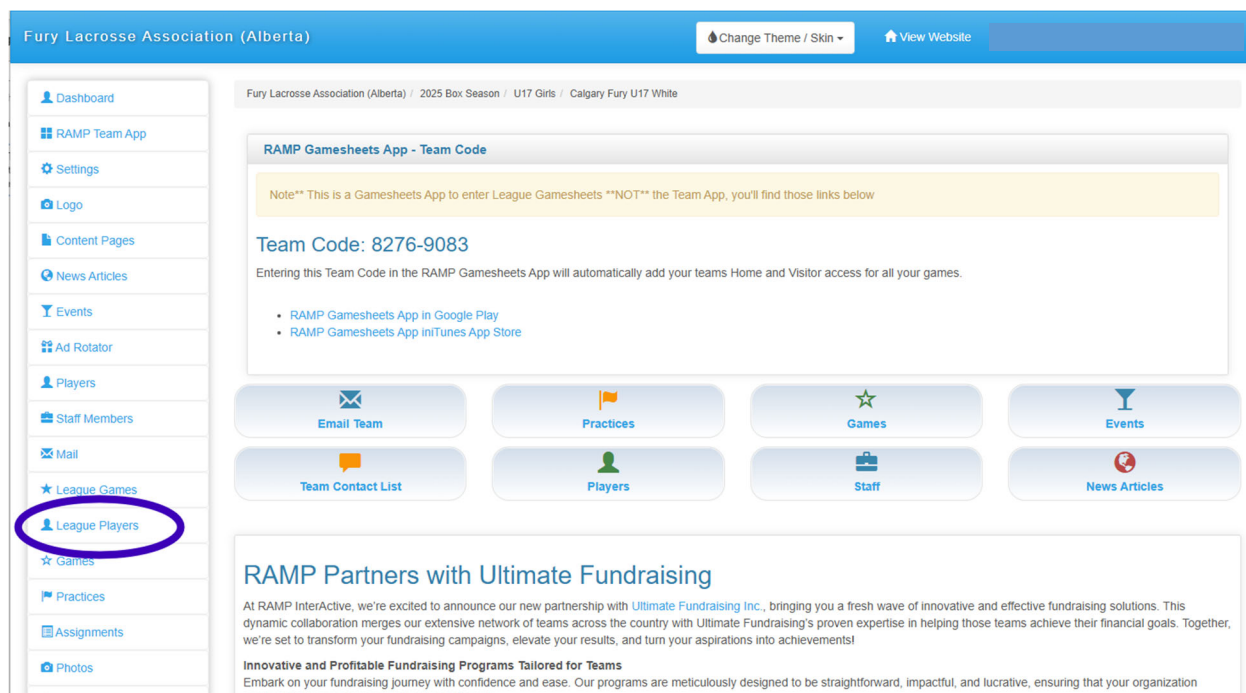 Fury Lacrosse Association (Alberta)
Change Theme / Skin
View Website
Dashboard
RAMP Team App
Settings
Logo
Content Pages
News Articles
Events
Ad Rotator
Players
Staff Members
Mail
League Games
League Players
Games
Practices
Assignments
Photos
Fury Lacrosse Association (Alberta) / 2025 Box Season / U17 Girls / Calgary Fury U17 White
RAMP Gamesheets App - Team Code
Note** This is a Gamesheets App to enter League Gamesheets **NOT** the Team App, you'll find those links below
Team Code: 8276-9083
Entering this Team Code in the RAMP Gamesheets App will automatically add your teams Home and Visitor access for all your games.
RAMP Gamesheets App in Google Play
RAMP Gamesheets App iniTunes App Store
Email Team
Practices
Games
Events
Team Contact List
Players
Staff
News Articles
RAMP Partners with Ultimate Fundraising
At RAMP InterActive, we're excited to announce our new partnership with Ultimate Fundraising Inc., bringing you a fresh wave of innovative and effective fundraising solutions. This
dynamic collaboration merges our extensive network of teams across the country with Ultimate Fundraising's proven expertise in helping those teams achieve their financial goals. Together,
we're set to transform your fundraising campaigns, elevate your results, and turn your aspirations into achievements!
Innovative and Profitable Fundraising Programs Tailored for Teams
Embark on your fundraising journey with confidence and ease. Our programs are meticulously designed to be straightforward, impactful, and lucrative, ensuring that your organization